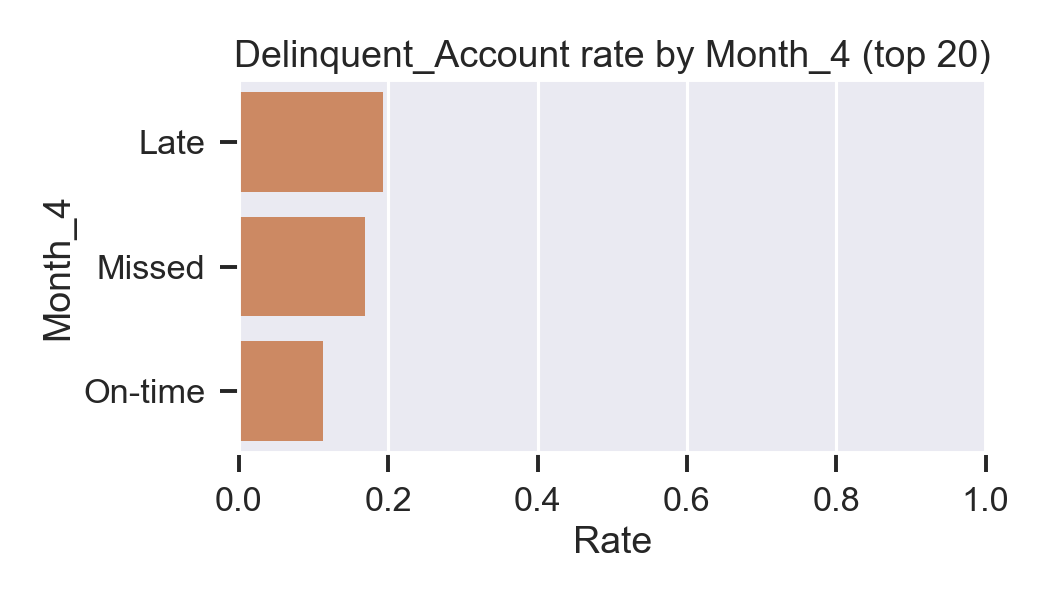 Delinquent_Account rate by Month_4 (top 20)
Month_4
Late
Missed
On-time
0.0 0.2 0.4 0.6 0.8 1.0
Rate